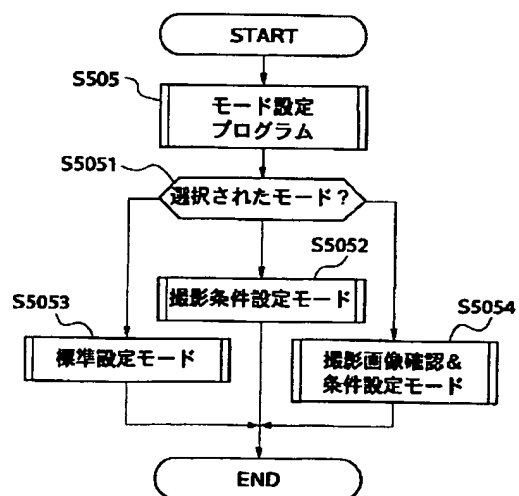 START
S505
モード設定
プログラム
S5051
選択されたモード?
S5052
撮影条件設定モード
S5053
標準設定モード
S5054
撮影画像確認&
条件設定モード
END